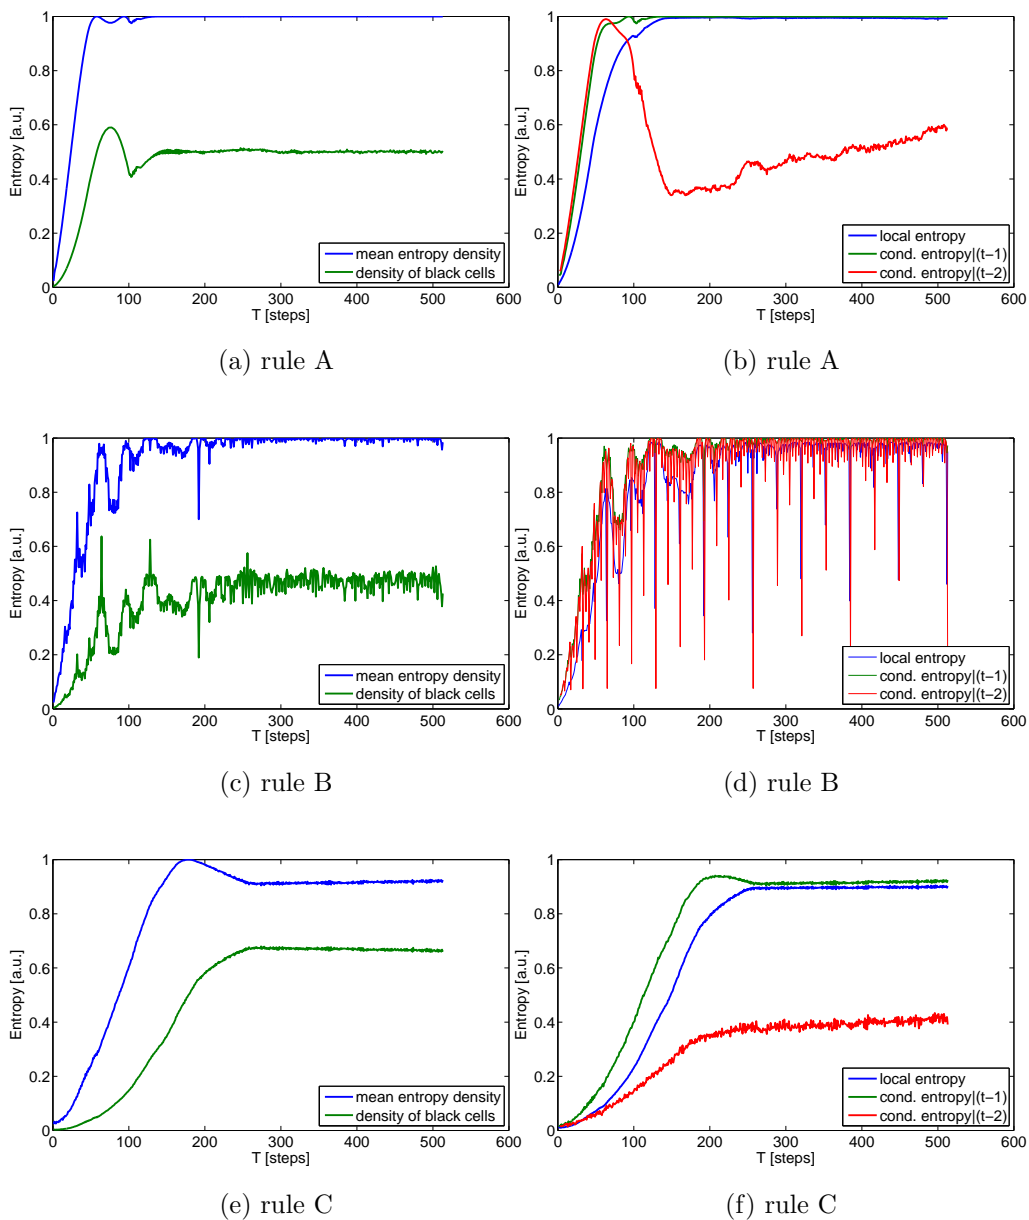 1
0.8
0.6
0.4
0.2
0
0 100 200 300 400 500 600
Entropy [a.u.]
T [steps]
mean entropy density
density of black cells
(a) rule A
1
0.8
0.6
0.4
0.2
0
0 100 200 300 400 500 600
Entropy [a.u.]
T [steps]
local entropy
cond. entropy|(t−1)
cond. entropy|(t−2)
(b) rule A
1
0.8
0.6
0.4
0.2
0
0 100 200 300 400 500 600
Entropy [a.u.]
T [steps]
mean entropy density
density of black cells
(c) rule B
1
0.8
0.6
0.4
0.2
0
0 100 200 300 400 500 600
Entropy [a.u.]
T [steps]
local entropy
cond. entropy|(t−1)
cond. entropy|(t−2)
(d) rule B
1
0.8
0.6
0.4
0.2
0
0 100 200 300 400 500 600
Entropy [a.u.]
T [steps]
mean entropy density
density of black cells
(e) rule C
1
0.8
0.6
0.4
0.2
0
0 100 200 300 400 500 600
Entropy [a.u.]
T [steps]
local entropy
cond. entropy|(t−1)
cond. entropy|(t−2)
(f) rule C